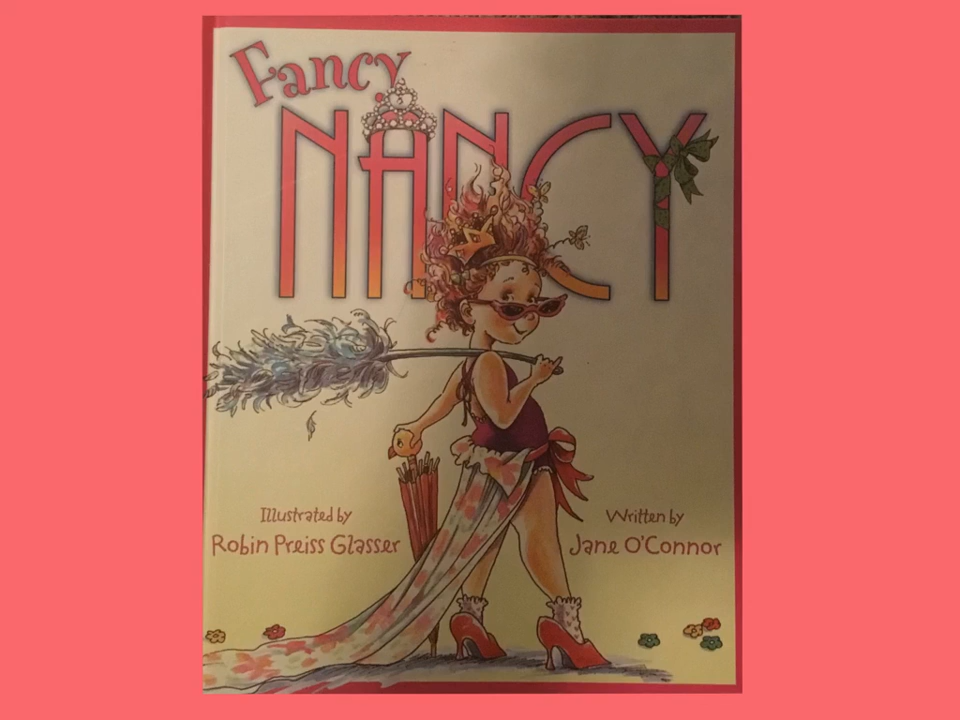 Fancy
NANCY
Illustrated by
Robin Preiss Glasser
Written by
Jane O'Connor